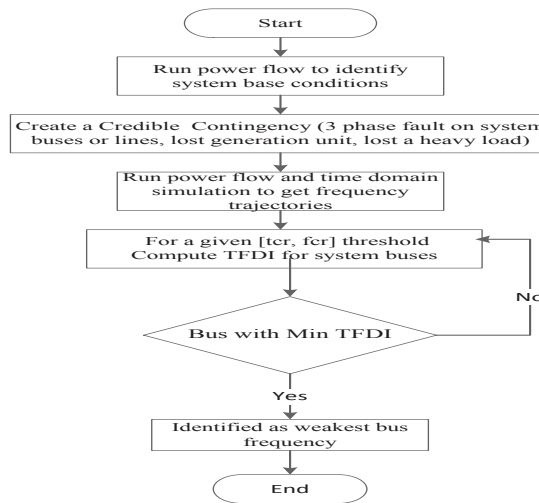 Start
Run power flow to identify
system base conditions
Create a Credible Contingency (3 phase fault on system
buses or lines, lost generation unit, lost a heavy load)
Run power flow and time domain
simulation to get frequency
trajectories
For a given [tcr, fcr] threshold
Compute TFDI for system buses
No
Bus with Min TFDI
Yes
Identified as weakest bus
frequency
End